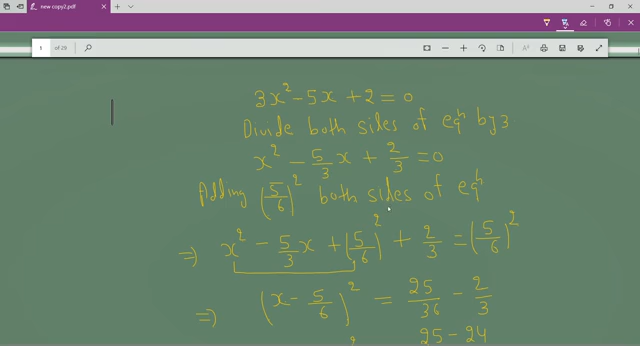 new copy2.pdf
1 of 29
3x² - 5x + 2 = 0
Divide both sides of eqⁿ by 3
x² - 5/3 x + 2/3 = 0
Adding (5/6)² both sides of eqⁿ
⇒ x² - 5/3 x + (5/6)² + 2/3 = (5/6)²
⇒ (x - 5/6)² = 25/36 - 2/3
2 25 - 24